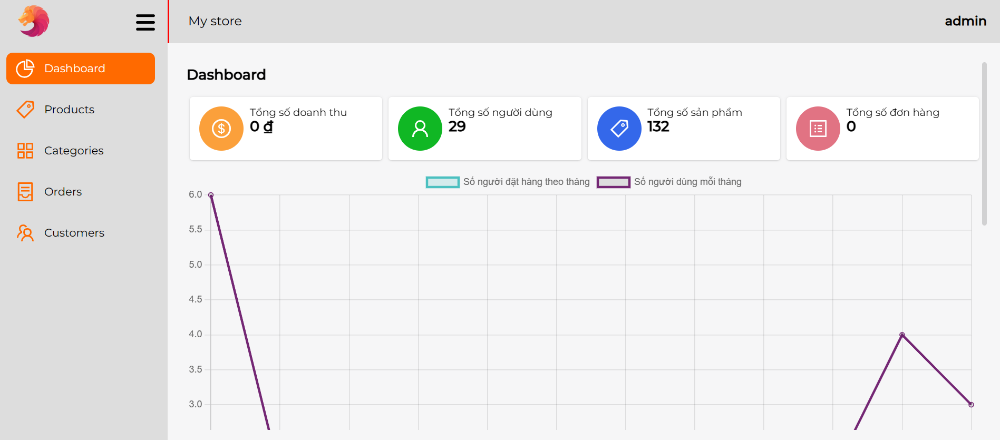 My store
admin
Dashboard
Products
Categories
Orders
Customers
Dashboard
Tổng số doanh thu
0 ₫
Tổng số người dùng
29
Tổng số sản phẩm
132
Tổng số đơn hàng
0
Số người đặt hàng theo tháng
Số người dùng mỗi tháng
6.0
5.5
5.0
4.5
4.0
3.5
3.0